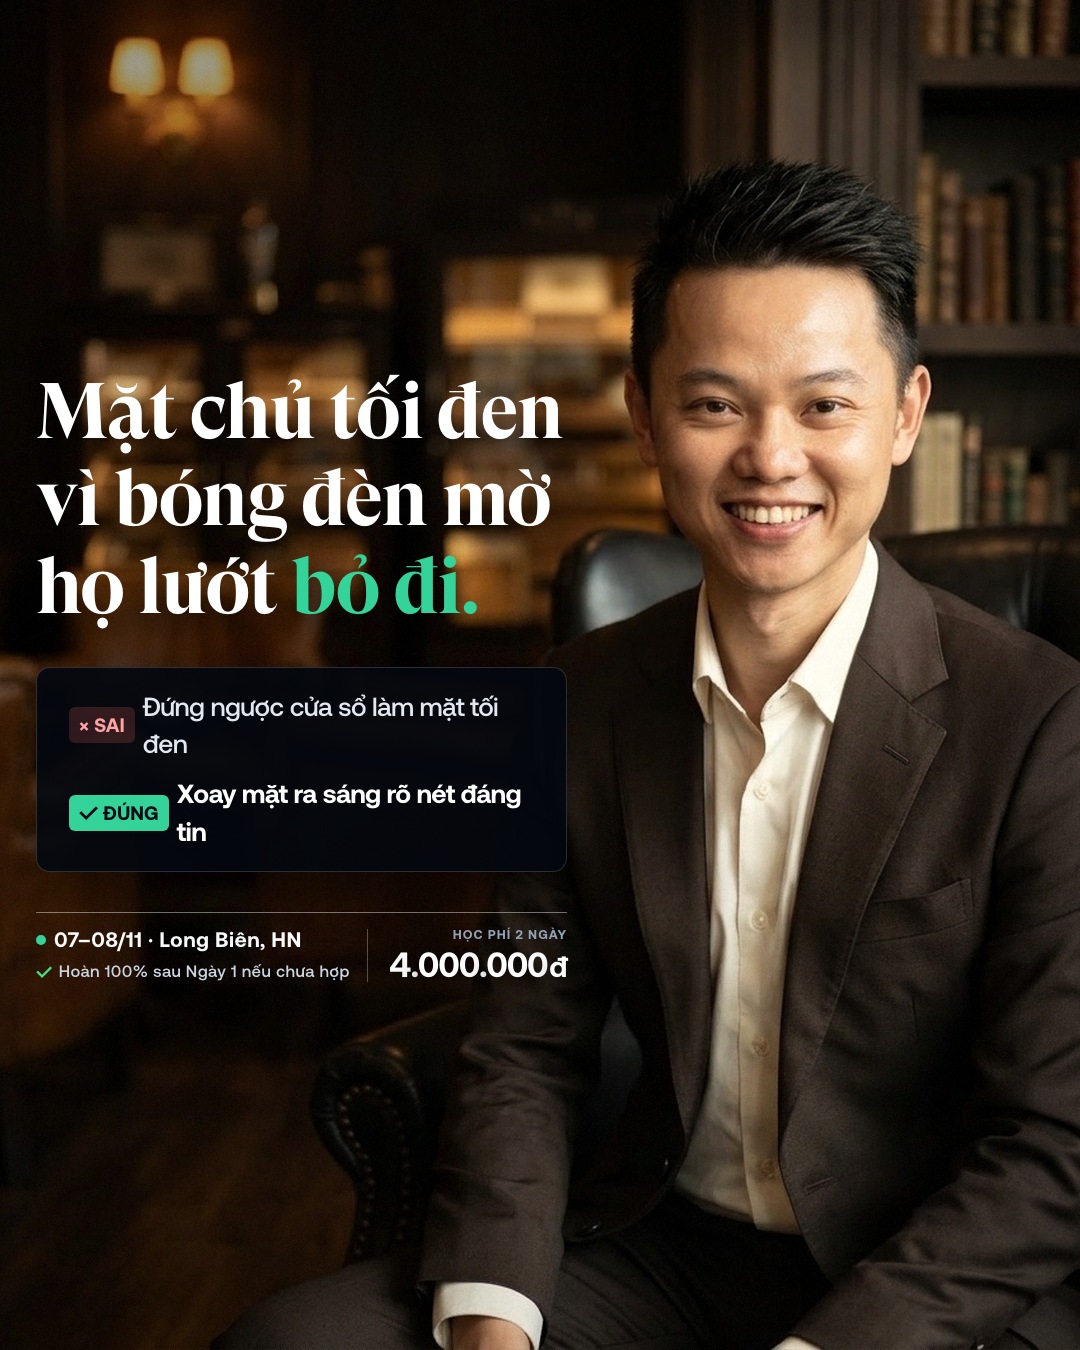 Mặt chủ tối đen
vì bóng đèn mờ
họ lướt bỏ đi.
× SAI Đứng ngược cửa sổ làm mặt tối
đen
✓ ĐÚNG Xoay mặt ra sáng rõ nét đáng
tin
07–08/11 · Long Biên, HN
✓ Hoàn 100% sau Ngày 1 nếu chưa hợp
HỌC PHÍ 2 NGÀY
4.000.000đ